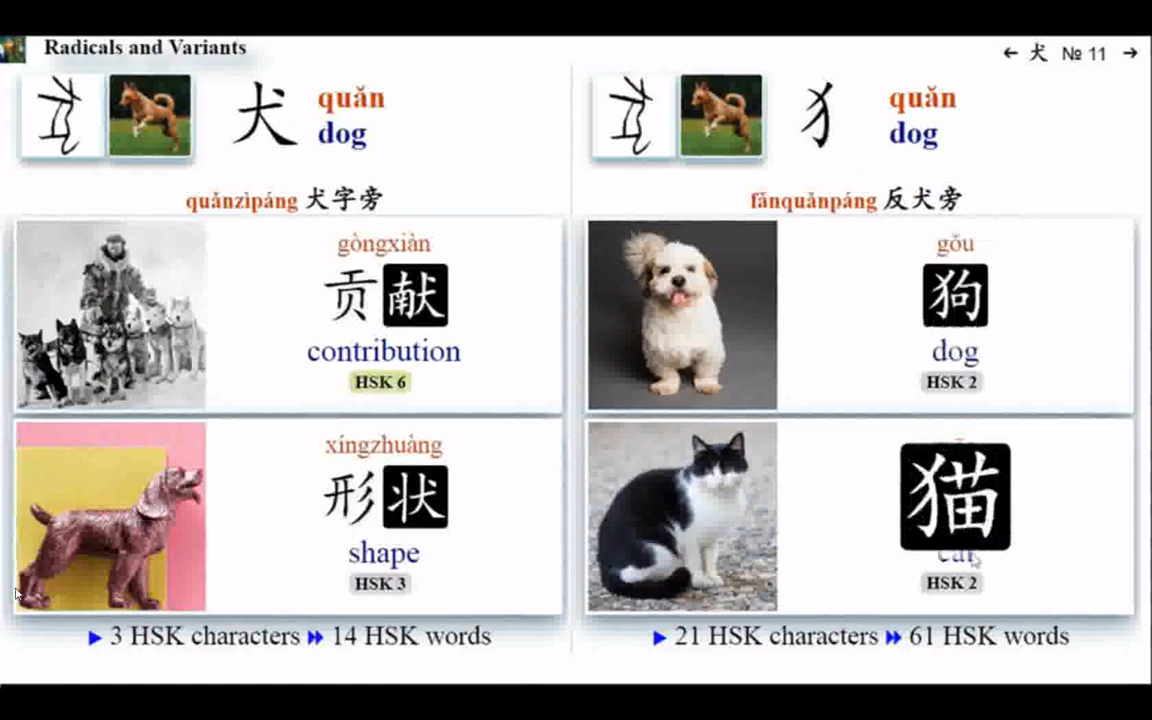 Radicals and Variants
← 犬 № 11 →
犬 quǎn
dog
quǎnzìpáng 犬字旁
gòngxiàn
贡献
contribution
HSK 6
xíngzhuàng
形状
shape
HSK 3
▶ 3 HSK characters ▶▶ 14 HSK words
犭 quǎn
dog
fǎnquǎnpáng 反犬旁
gǒu
狗
dog
HSK 2
猫
HSK 2
▶ 21 HSK characters ▶▶ 61 HSK words